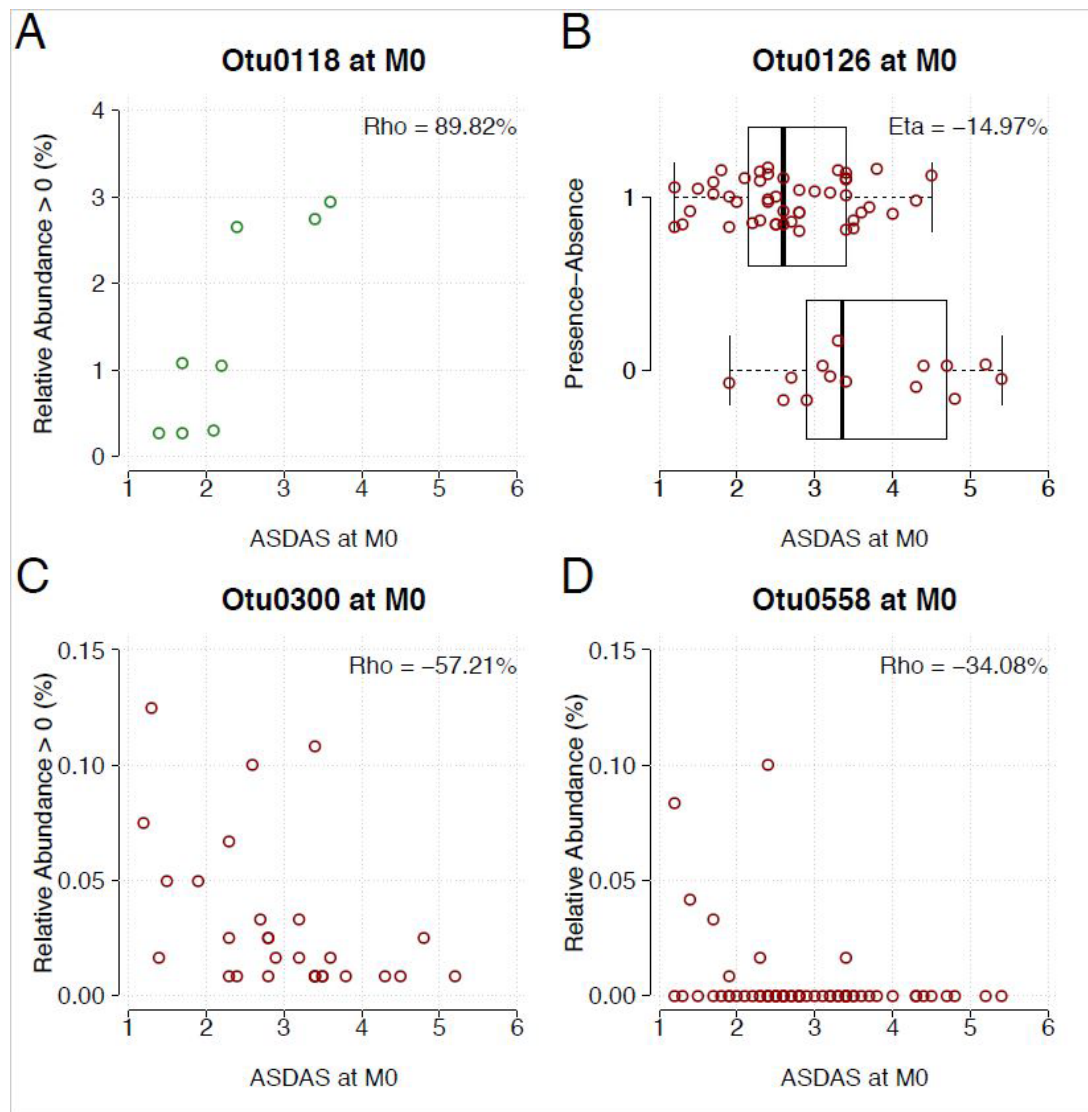 A
Otu0118 at M0
Rho = 89.82%
Relative Abundance > 0 (%)
4
3
2
1
0
1 2 3 4 5 6
ASDAS at M0
B
Otu0126 at M0
Eta = −14.97%
Presence−Absence
1
0
1 2 3 4 5 6
ASDAS at M0
C
Otu0300 at M0
Rho = −57.21%
Relative Abundance > 0 (%)
0.15
0.10
0.05
0.00
1 2 3 4 5 6
ASDAS at M0
D
Otu0558 at M0
Rho = −34.08%
Relative Abundance (%)
0.15
0.10
0.05
0.00
1 2 3 4 5 6
ASDAS at M0